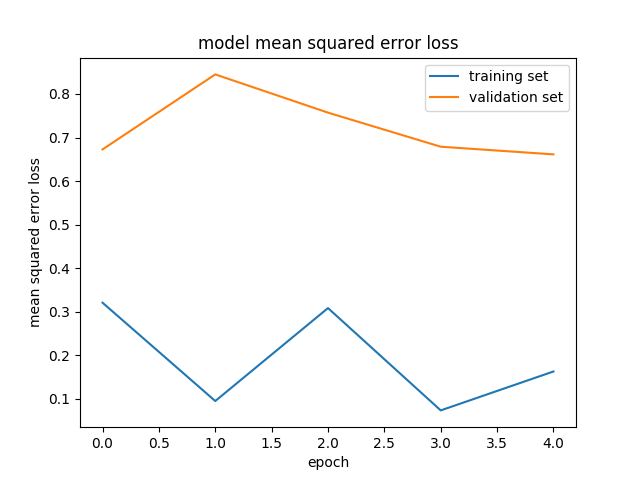 model mean squared error loss
training set
validation set
0.8
0.7
0.6
0.5
0.4
0.3
0.2
0.1
mean squared error loss
0.0 0.5 1.0 1.5 2.0 2.5 3.0 3.5 4.0
epoch